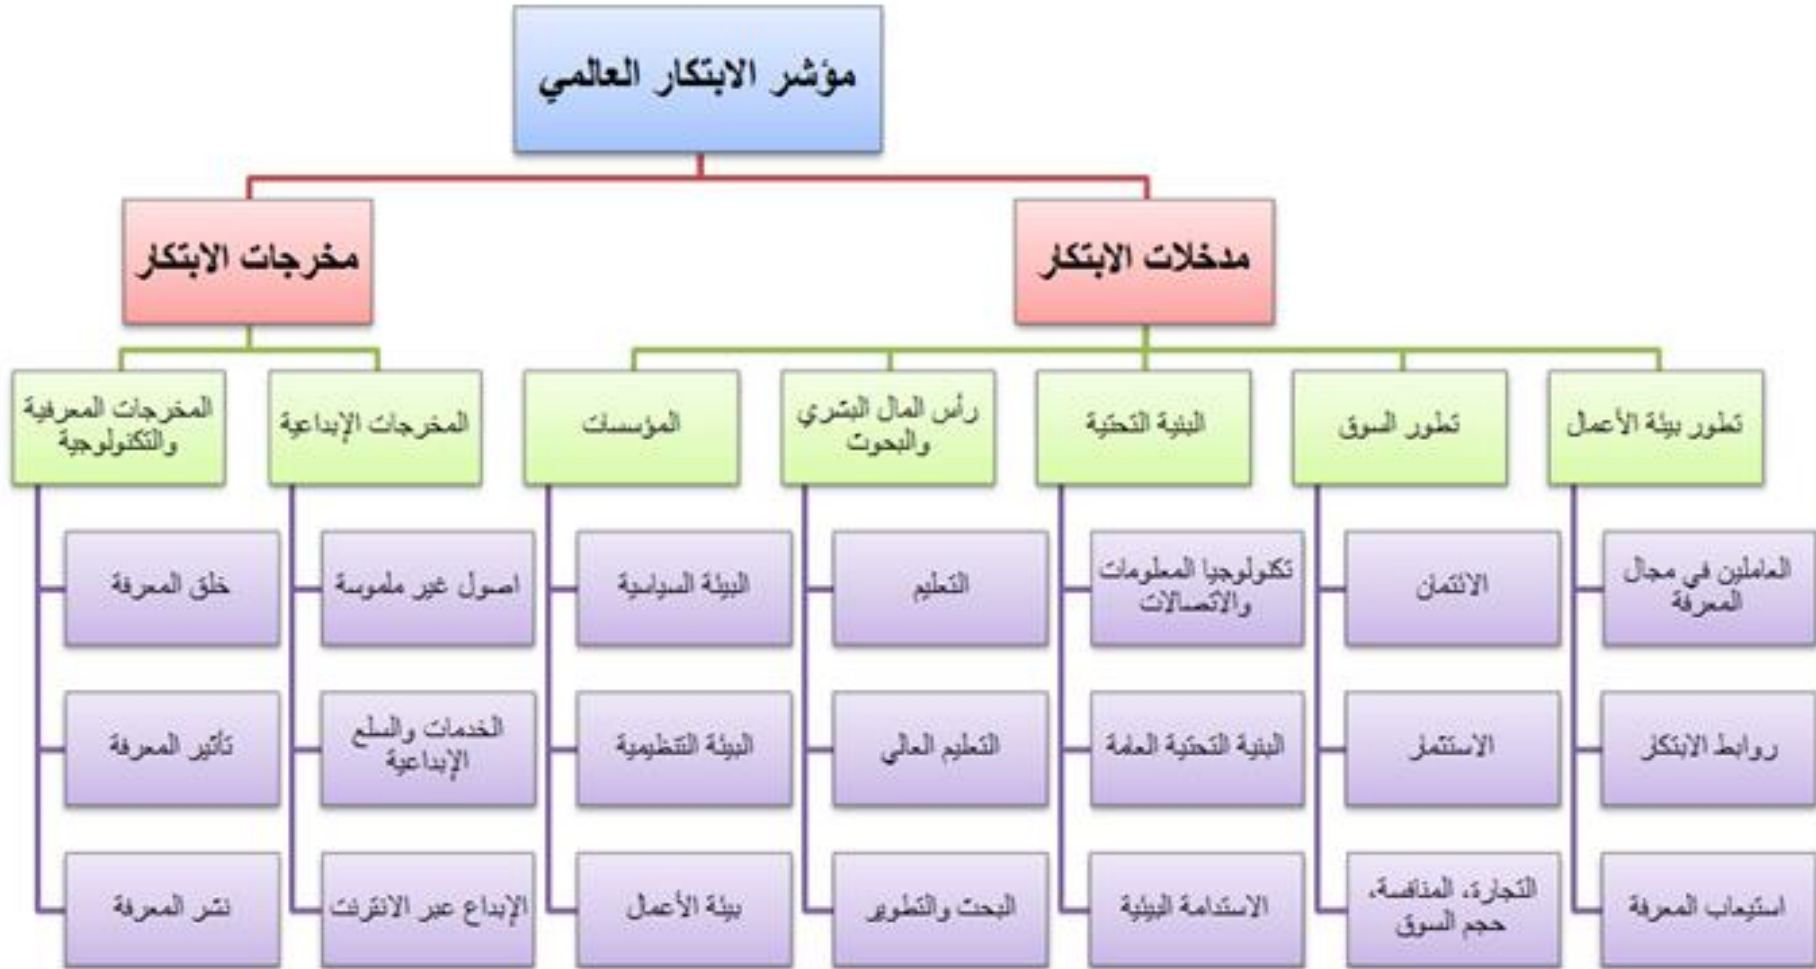 مؤشر الابتكار العالمي
مدخلات الابتكار
مخرجات الابتكار
تطور بيئة الأعمال
تطور السوق
البنية التحتية
رأس المال البشري
والبحوث
المؤسسات
المخرجات الإبداعية
المخرجات المعرفية
والتكنولوجية
العاملين في مجال
المعرفة
الائتمان
تكنولوجيا المعلومات
والاتصالات
التعليم
البيئة السياسية
اصول غير ملموسة
خلق المعرفة
روابط الابتكار
الاستثمار
البنية التحتية العامة
التعليم العالي
البيئة التنظيمية
الخدمات والسلع
الإبداعية
تأثير المعرفة
استيعاب المعرفة
التجارة، المنافسة،
حجم السوق
الاستدامة البيئية
البحث والتطوير
بيئة الأعمال
الإبداع عبر الانترنت
نشر المعرفة